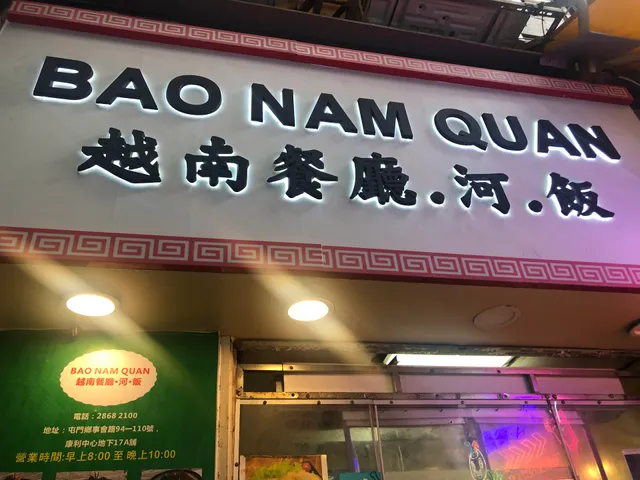 BAO NAM QUAN
越南餐廳.河.飯
BAO NAM QUAN
越南餐廳•河•飯
電話：2868 2100
地址：屯門鄉事會路94—110號，
康利中心地下17A舖
營業時間:早上8:00 至 晚上10:00